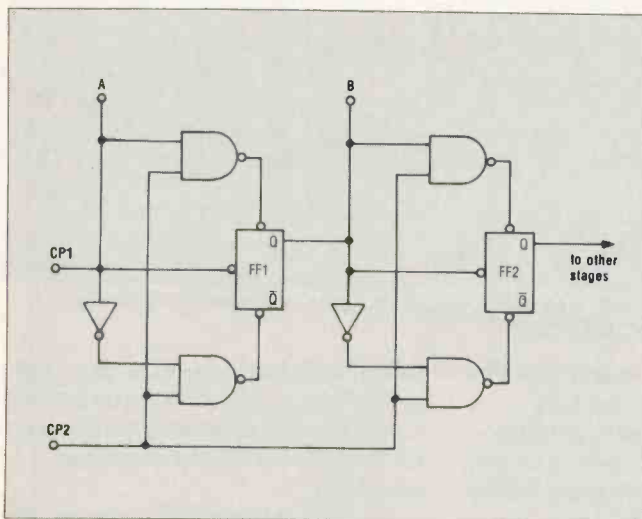 A
B
CP1
Q
FF1
Q̅
Q
FF2
Q̅
to other
stages
CP2